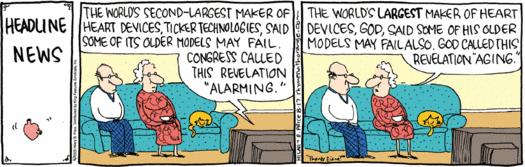 HEADLINE
NEWS
THE WORLD'S SECOND-LARGEST MAKER OF
HEART DEVICES, TICKER TECHNOLOGIES, SAID
SOME OF ITS OLDER MODELS MAY FAIL.
CONGRESS CALLED
THIS REVELATION
"ALARMING."
THE WORLD'S LARGEST MAKER OF HEART
DEVICES, GOD, SAID SOME OF HIS OLDER
MODELS MAY FAIL ALSO. GOD CALLED THIS
REVELATION "AGING."